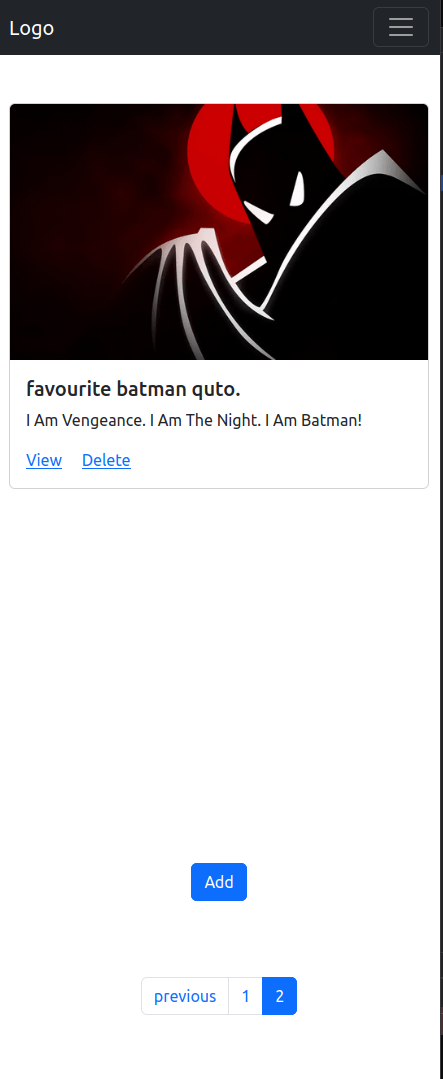 Logo
favourite batman quto.
I Am Vengeance. I Am The Night. I Am Batman!
View Delete
Add
previous 1 2